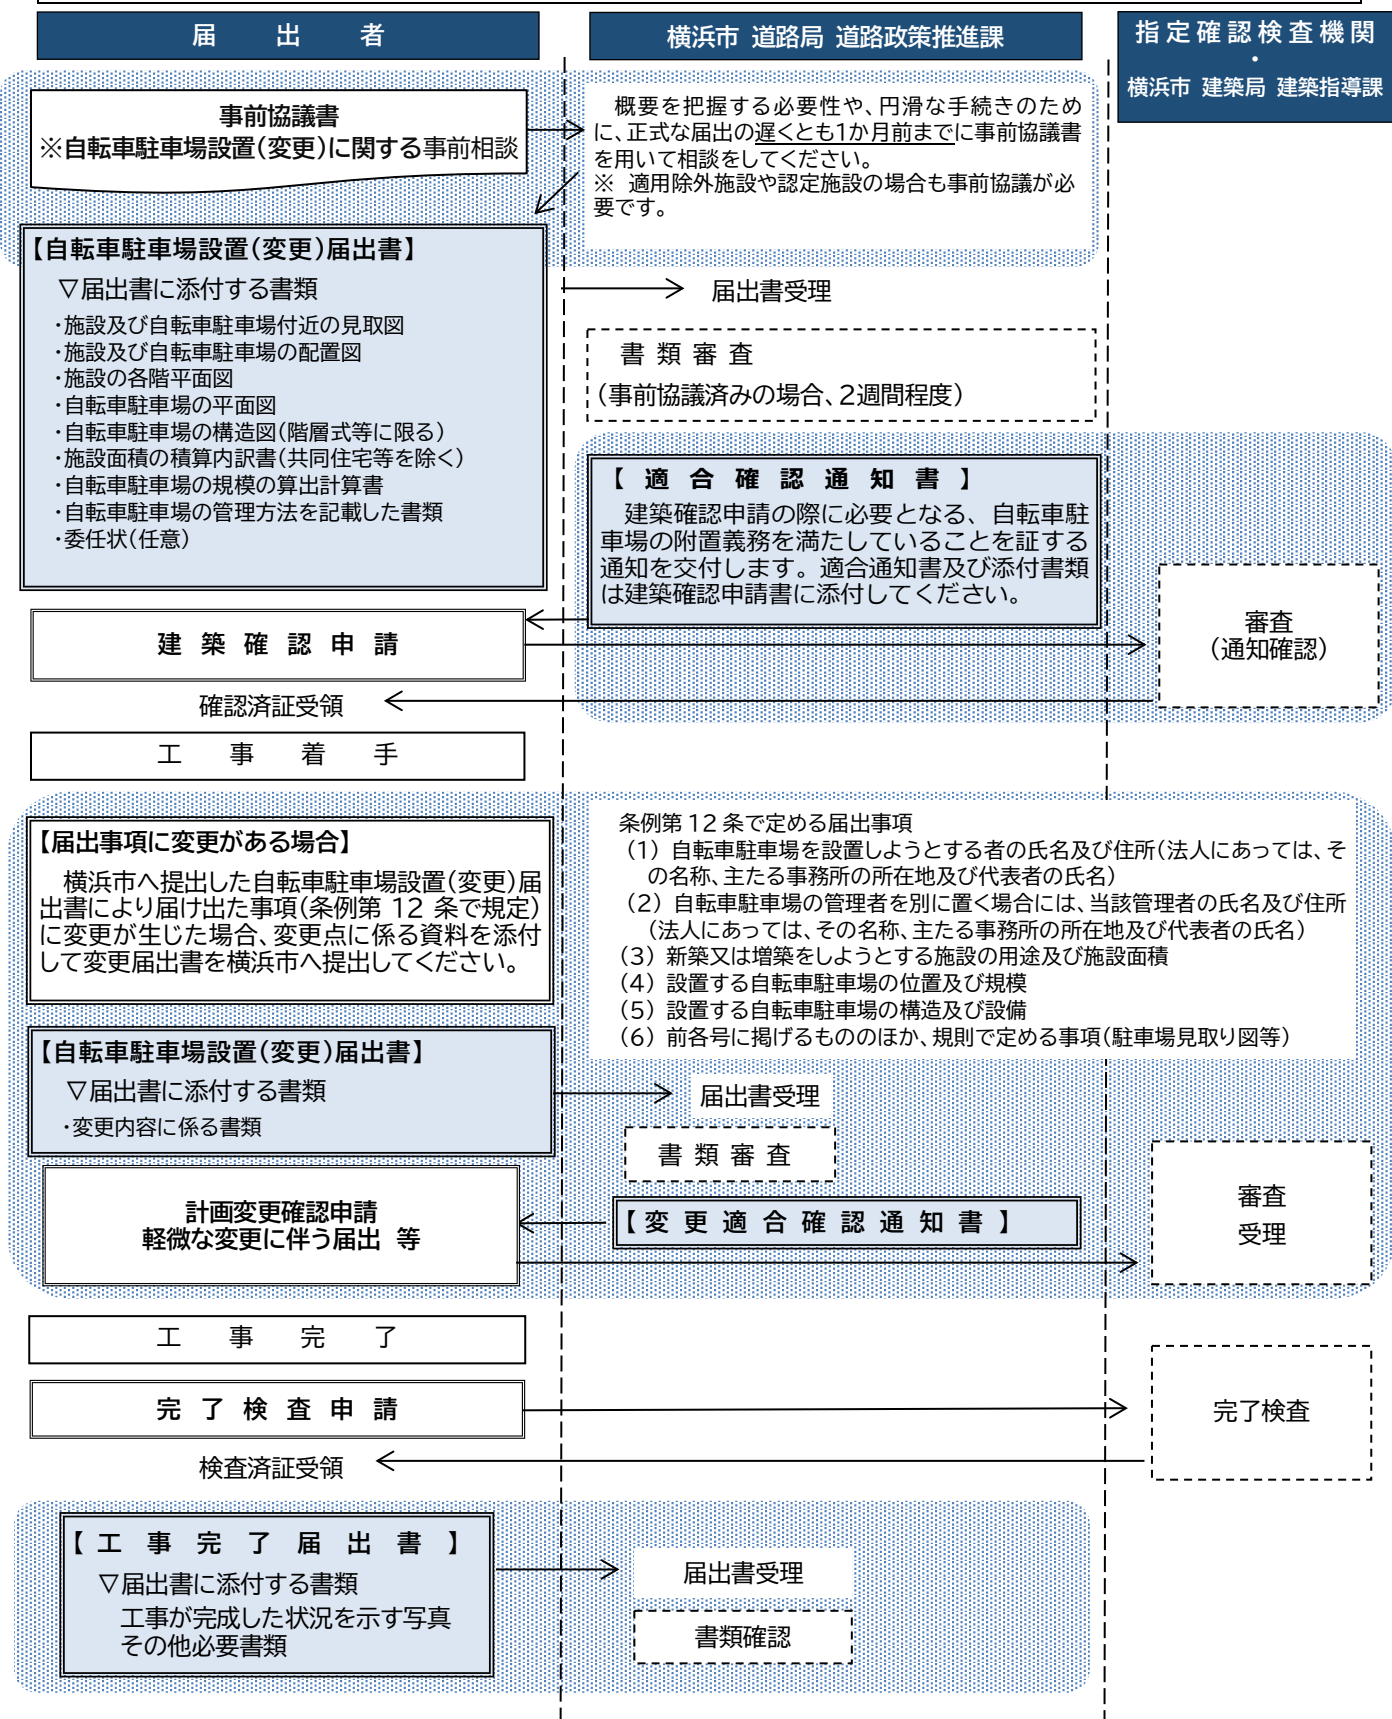 届出者
横浜市 道路局 道路政策推進課
指定確認検査機関
・
横浜市 建築局 建築指導課
事前協議書
※自転車駐車場設置(変更)に関する事前相談
概要を把握する必要性や、円滑な手続きのため
に、正式な届出の遅くとも1か月前までに事前協議書
を用いて相談をしてください。
※ 適用除外施設や認定施設の場合も事前協議が必
要です。
【自転車駐車場設置(変更)届出書】
▽届出書に添付する書類
・施設及び自転車駐車場付近の見取図
・施設及び自転車駐車場の配置図
・施設の各階平面図
・自転車駐車場の平面図
・自転車駐車場の構造図(階層式等に限る)
・施設面積の積算内訳書(共同住宅等を除く)
・自転車駐車場の規模の算出計算書
・自転車駐車場の管理方法を記載した書類
・委任状(任意)
届出書受理
書類審査
(事前協議済みの場合、2週間程度)
【適合確認通知書】
建築確認申請の際に必要となる、自転車駐
車場の附置義務を満たしていることを証する
通知を交付します。適合通知書及び添付書類
は建築確認申請書に添付してください。
建築確認申請
審査
(通知確認)
確認済証受領
工事着手
【届出事項に変更がある場合】
横浜市へ提出した自転車駐車場設置(変更)届
出書により届け出た事項(条例第 12 条で規定)
に変更が生じた場合、変更点に係る資料を添付
して変更届出書を横浜市へ提出してください。
条例第 12 条で定める届出事項
(1) 自転車駐車場を設置しようとする者の氏名及び住所(法人にあっては、そ
の名称、主たる事務所の所在地及び代表者の氏名)
(2) 自転車駐車場の管理者を別に置く場合には、当該管理者の氏名及び住所
(法人にあっては、その名称、主たる事務所の所在地及び代表者の氏名)
(3) 新築又は増築をしようとする施設の用途及び施設面積
(4) 設置する自転車駐車場の位置及び規模
(5) 設置する自転車駐車場の構造及び設備
(6) 前各号に掲げるもののほか、規則で定める事項(駐車場見取り図等)
【自転車駐車場設置(変更)届出書】
▽届出書に添付する書類
・変更内容に係る書類
届出書受理
書類審査
【変更適合確認通知書】
計画変更確認申請
軽微な変更に伴う届出 等
審査
受理
工事完了
完了検査申請
完了検査
検査済証受領
【工事完了届出書】
▽届出書に添付する書類
工事が完成した状況を示す写真
その他必要書類
届出書受理
書類確認